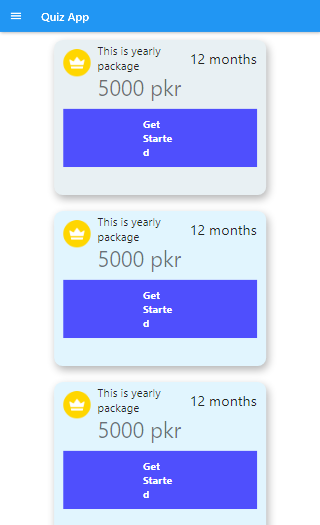 Quiz App
This is yearly
package
12 months
5000 pkr
Get
Starte
d
This is yearly
package
12 months
5000 pkr
Get
Starte
d
This is yearly
package
12 months
5000 pkr
Get
Starte
d